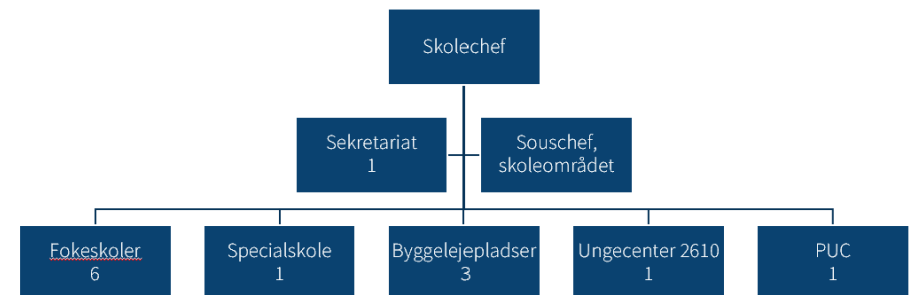 Skolechef
Sekretariat
1
Souschef,
skoleområdet
Fokeskoler
6
Specialskole
1
Byggelejepladser
3
Ungecenter 2610
1
PUC
1